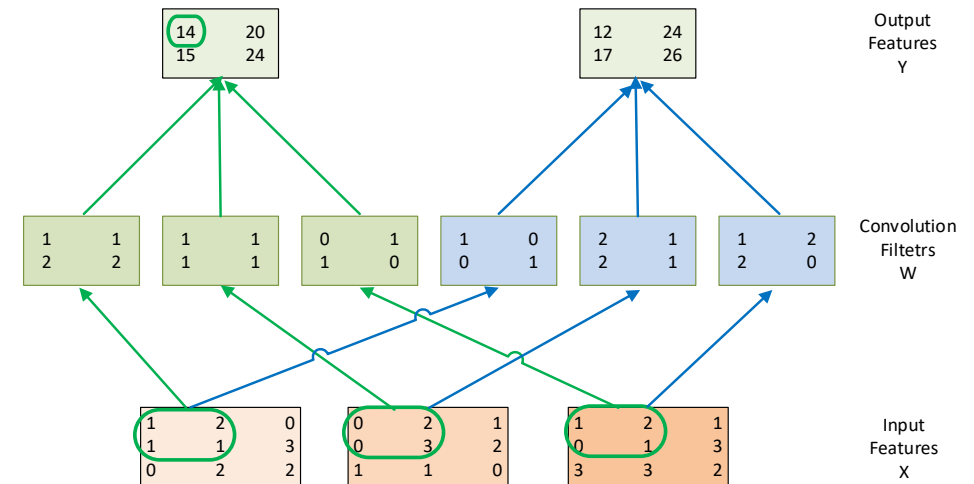 14 20
15 24
12 24
17 26
Output
Features
Y
1 1
2 2
1 1
1 1
0 1
1 0
1 0
0 1
2 1
2 1
1 2
2 0
Convolution
Filtetrs
W
1 2 0
1 1 3
0 2 2
0 2 1
0 3 2
1 1 0
1 2 1
0 1 3
3 3 2
Input
Features
X